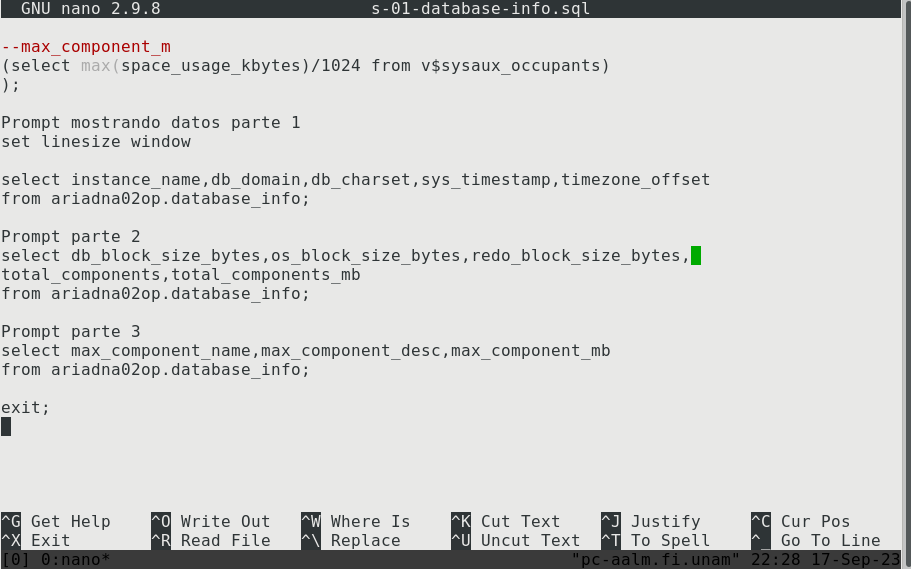 GNU nano 2.9.8 s-01-database-info.sql
--max_component_m
(select max(space_usage_kbytes)/1024 from v$sysaux_occupants)
);
Prompt mostrando datos parte 1
set linesize window
select instance_name,db_domain,db_charset,sys_timestamp,timezone_offset
from ariadna02op.database_info;
Prompt parte 2
select db_block_size_bytes,os_block_size_bytes,redo_block_size_bytes,
total_components,total_components_mb
from ariadna02op.database_info;
Prompt parte 3
select max_component_name,max_component_desc,max_component_mb
from ariadna02op.database_info;
exit;
^G Get Help ^O Write Out ^W Where Is ^K Cut Text ^J Justify ^C Cur Pos
^X Exit ^R Read File ^\ Replace ^U Uncut Text ^T To Spell ^_ Go To Line
[0] 0:nano* "pc-aalm.fi.unam" 22:28 17-Sep-23